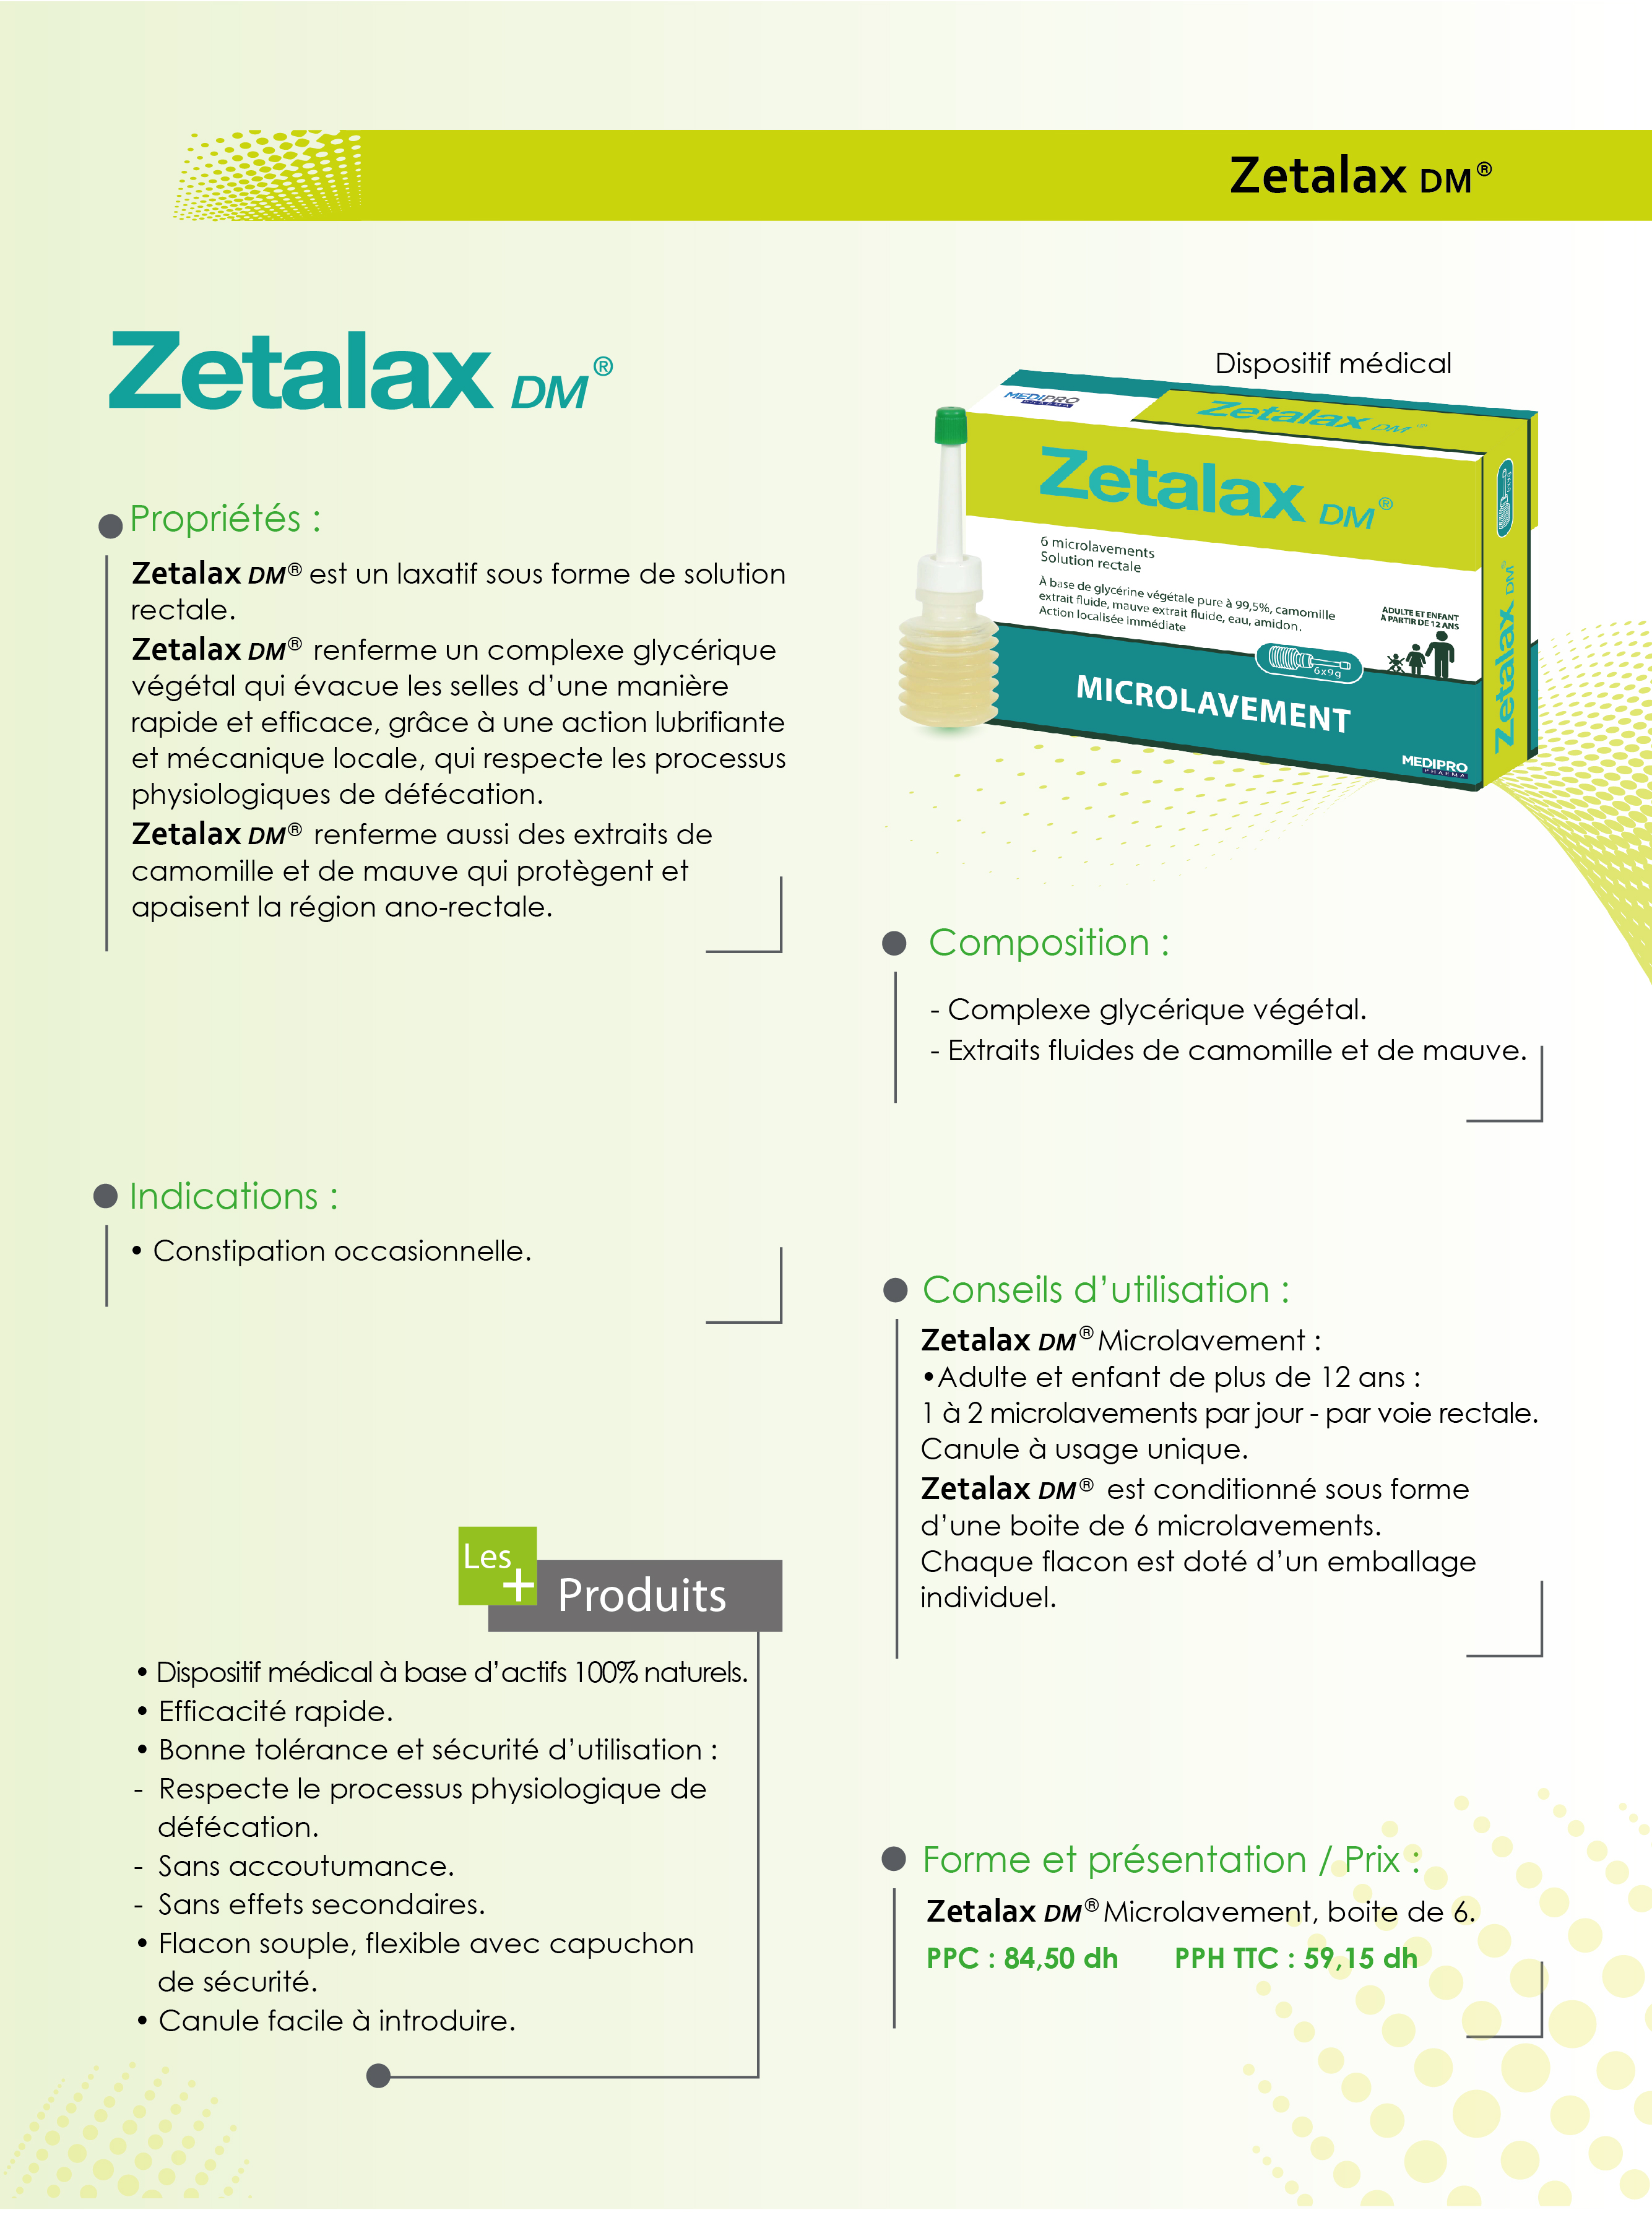 Zetalax DM®
Zetalax DM®
Propriétés :
Zetalax DM® est un laxatif sous forme de solution
rectale.
Zetalax DM® renferme un complexe glycérique
végétal qui évacue les selles d’une manière
rapide et efficace, grâce à une action lubrifiante
et mécanique locale, qui respecte les processus
physiologiques de défécation.
Zetalax DM® renferme aussi des extraits de
camomille et de mauve qui protègent et
apaisent la région ano-rectale.
Indications :
• Constipation occasionnelle.
Les +
Produits
• Dispositif médical à base d’actifs 100% naturels.
• Efficacité rapide.
• Bonne tolérance et sécurité d’utilisation :
- Respecte le processus physiologique de
défécation.
- Sans accoutumance.
- Sans effets secondaires.
• Flacon souple, flexible avec capuchon
de sécurité.
• Canule facile à introduire.
Dispositif médical
MEDIPRO
PHARMA
Zetalax DM®
Zetalax DM®
6 microlavements
Solution rectale
À base de glycérine végétale pure à 99,5%, camomille
extrait fluide, mauve extrait fluide, eau, amidon.
Action localisée immédiate
ADULTE ET ENFANT
À PARTIR DE 12 ANS
6x9g
MICROLAVEMENT
MEDIPRO
PHARMA
Zetalax DM®
Composition :
- Complexe glycérique végétal.
- Extraits fluides de camomille et de mauve.
Conseils d’utilisation :
Zetalax DM® Microlavement :
•Adulte et enfant de plus de 12 ans :
1 à 2 microlavements par jour - par voie rectale.
Canule à usage unique.
Zetalax DM® est conditionné sous forme
d’une boite de 6 microlavements.
Chaque flacon est doté d’un emballage
individuel.
Forme et présentation / Prix :
Zetalax DM® Microlavement, boite de 6.
PPC : 84,50 dh PPH TTC : 59,15 dh